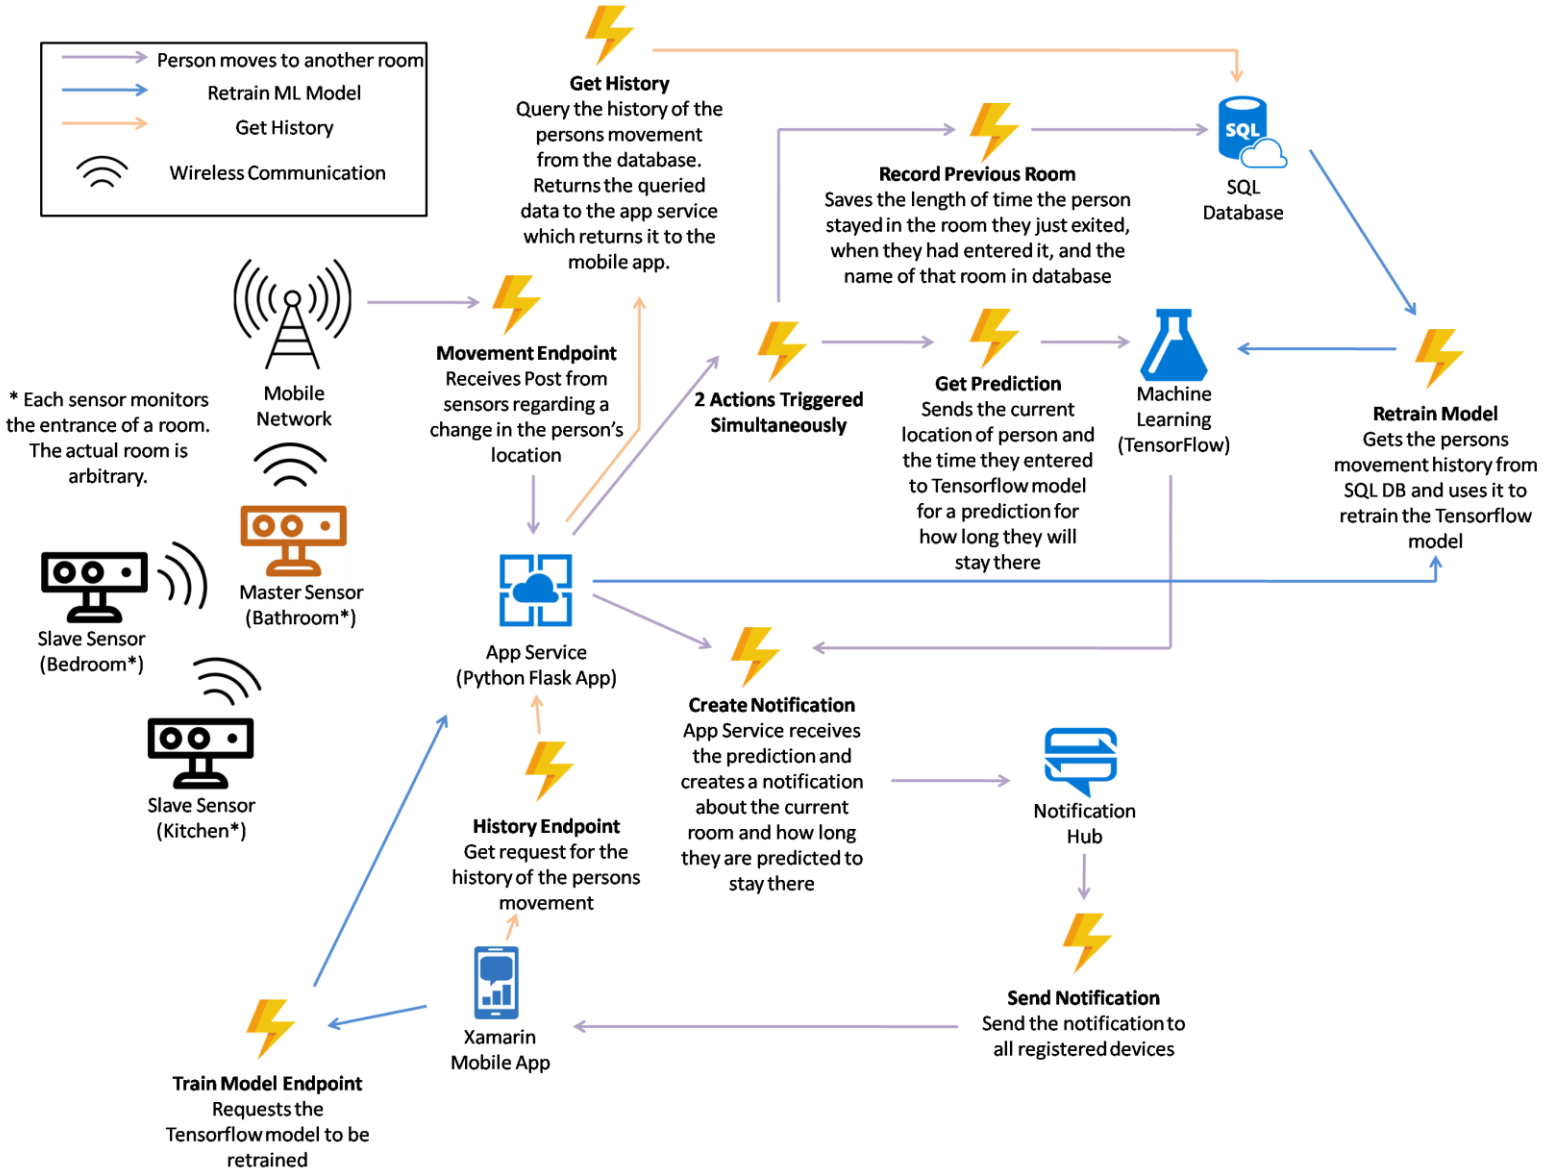 Person moves to another room
Retrain ML Model
Get History
Wireless Communication
Get History
Query the history of the
persons movement
from the database.
Returns the queried
data to the app service
which returns it to the
mobile app.
SQL
SQL
Database
Record Previous Room
Saves the length of time the person
stayed in the room they just exited,
when they had entered it, and the
name of that room in database
Mobile
Network
Movement Endpoint
Receives Post from
sensors regarding a
change in the person's
location
2 Actions Triggered
Simultaneously
Get Prediction
Sends the current
location of person and
the time they entered
to Tensorflow model
for a prediction for
how long they will
stay there
Machine
Learning
(TensorFlow)
Retrain Model
Gets the persons
movement history from
SQL DB and uses it to
retrain the Tensorflow
model
* Each sensor monitors
the entrance of a room.
The actual room is
arbitrary.
Master Sensor
(Bathroom*)
Slave Sensor
(Bedroom*)
Slave Sensor
(Kitchen*)
App Service
(Python Flask App)
Create Notification
App Service receives
the prediction and
creates a notification
about the current
room and how long
they are predicted to
stay there
Notification
Hub
History Endpoint
Get request for the
history of the persons
movement
Send Notification
Send the notification to
all registered devices
Xamarin
Mobile App
Train Model Endpoint
Requests the
Tensorflow model to be
retrained